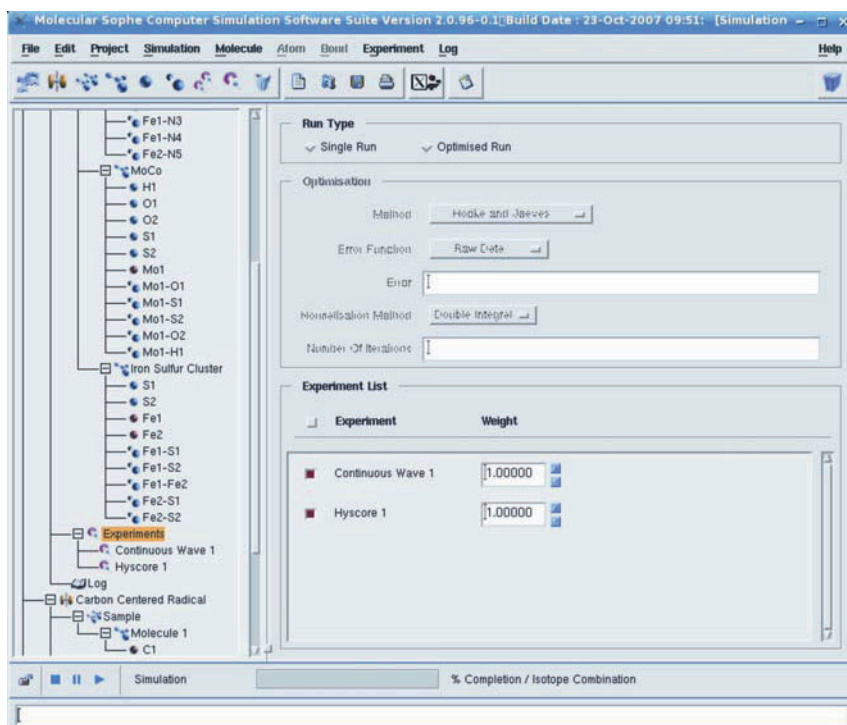 Molecular Sophe Computer Simulation Software Suite Version 2.0.96-0.1 Build Date : 23-Oct-2007 09:51: [Simulation
File Edit Project Simulation Molecule Atom Bond Experiment Log Help
Fe1-N3
Fe1-N4
Fe2-N5
MoCo
H1
O1
O2
S1
S2
Mo1
Mo1-O1
Mo1-S1
Mo1-S2
Mo1-O2
Mo1-H1
Iron Sulfur Cluster
S1
S2
Fe1
Fe2
Fe1-S1
Fe1-S2
Fe1-Fe2
Fe2-S1
Fe2-S2
Experiments
Continuous Wave 1
Hyscore 1
Log
Carbon Centered Radical
Sample
Molecule 1
C1
Run Type
Single Run Optimised Run
Optimisation
Method Hooke and Jeeves
Error Function Raw Data
Error
Normalisation Method Double Integral
Number Of Iterations
Experiment List
Experiment Weight
Continuous Wave 1 1.00000
Hyscore 1 1.00000
Simulation % Completion / Isotope Combination